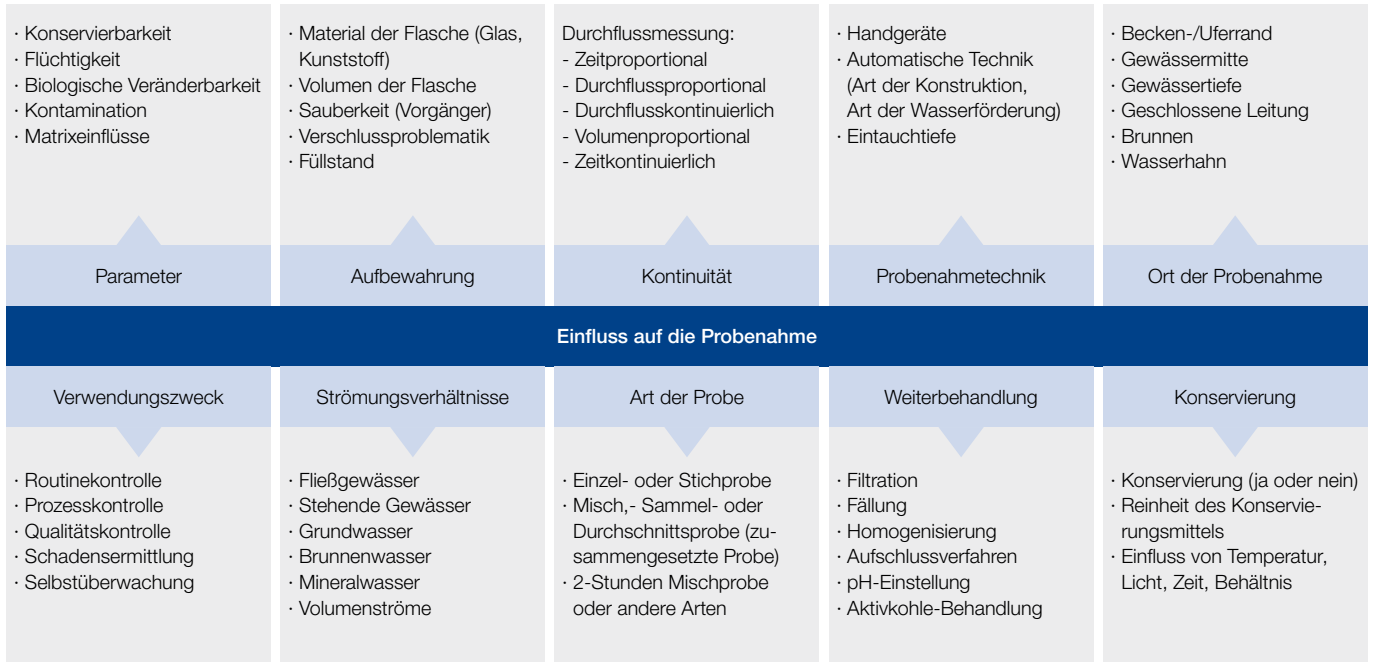 · Konservierbarkeit
· Flüchtigkeit
· Biologische Veränderbarkeit
· Kontamination
· Matrixeinflüsse
Parameter
· Material der Flasche (Glas,
Kunststoff)
· Volumen der Flasche
· Sauberkeit (Vorgänger)
· Verschlussproblematik
· Füllstand
Aufbewahrung
Durchflussmessung:
- Zeitproportional
- Durchflussproportional
- Durchflusskontinuierlich
- Volumenproportional
- Zeitkontinuierlich
Kontinuität
· Handgeräte
· Automatische Technik
(Art der Konstruktion,
Art der Wasserförderung)
· Eintauchtiefe
Probenahmetechnik
· Becken-/Uferrand
· Gewässermitte
· Gewässertiefe
· Geschlossene Leitung
· Brunnen
· Wasserhahn
Ort der Probenahme
Einfluss auf die Probenahme
Verwendungszweck
· Routinekontrolle
· Prozesskontrolle
· Qualitätskontrolle
· Schadensermittlung
· Selbstüberwachung
Strömungsverhältnisse
· Fließgewässer
· Stehende Gewässer
· Grundwasser
· Brunnenwasser
· Mineralwasser
· Volumenströme
Art der Probe
· Einzel- oder Stichprobe
· Misch,- Sammel- oder
Durchschnittsprobe (zu-
sammengesetzte Probe)
· 2-Stunden Mischprobe
oder andere Arten
Weiterbehandlung
· Filtration
· Fällung
· Homogenisierung
· Aufschlussverfahren
· pH-Einstellung
· Aktivkohle-Behandlung
Konservierung
· Konservierung (ja oder nein)
· Reinheit des Konservie-
rungsmittels
· Einfluss von Temperatur,
Licht, Zeit, Behältnis